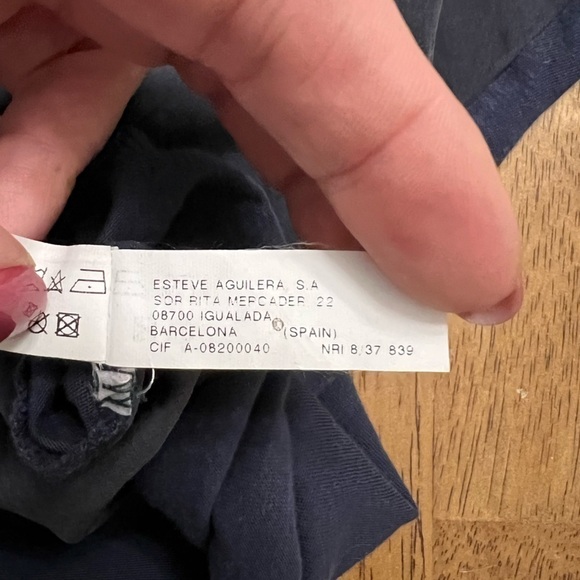 ESTEVE AGUILERA, S.A
SOR RITA MERCADER, 22
08700 IGUALADA
BARCELONA (SPAIN)
CIF A-08200040 NRI 8/37 839